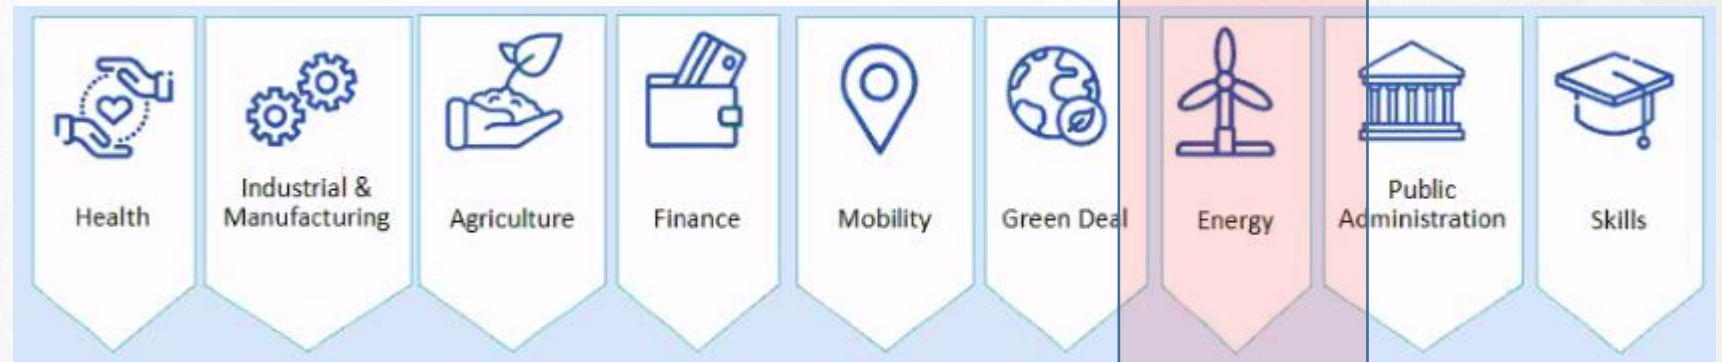 Health
Industrial &
Manufacturing
Agriculture
Finance
Mobility
Green Deal
Energy
Public
Administration
Skills